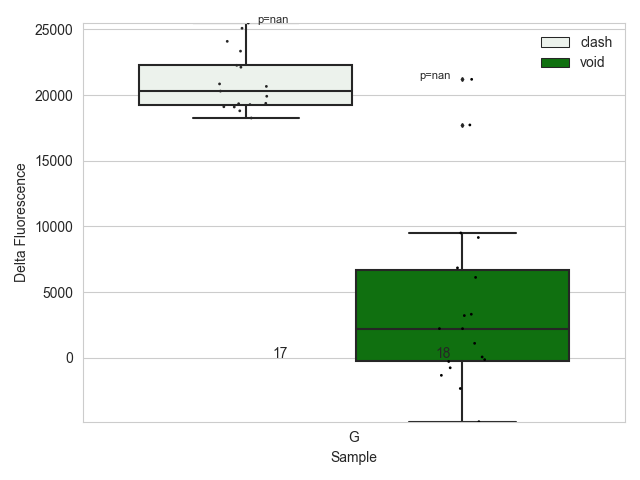 p=nan
25000
clash
void
p=nan
20000
15000
10000
5000
0
17
18
Delta Fluorescence
G
Sample